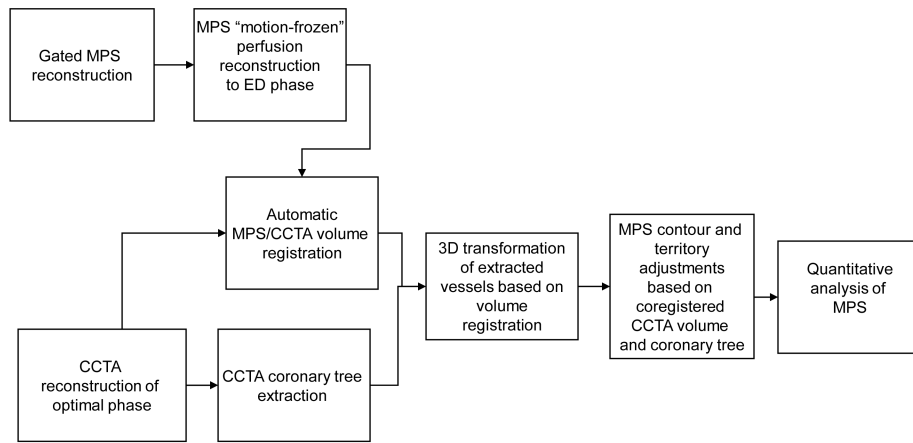 Gated MPS
reconstruction
MPS “motion-frozen”
perfusion
reconstruction
to ED phase
Automatic
MPS/CCTA volume
registration
CCTA
reconstruction of
optimal phase
CCTA coronary tree
extraction
3D transformation
of extracted
vessels based on
volume
registration
MPS contour and
territory
adjustments
based on
coregistered
CCTA volume
and coronary tree
Quantitative
analysis of
MPS